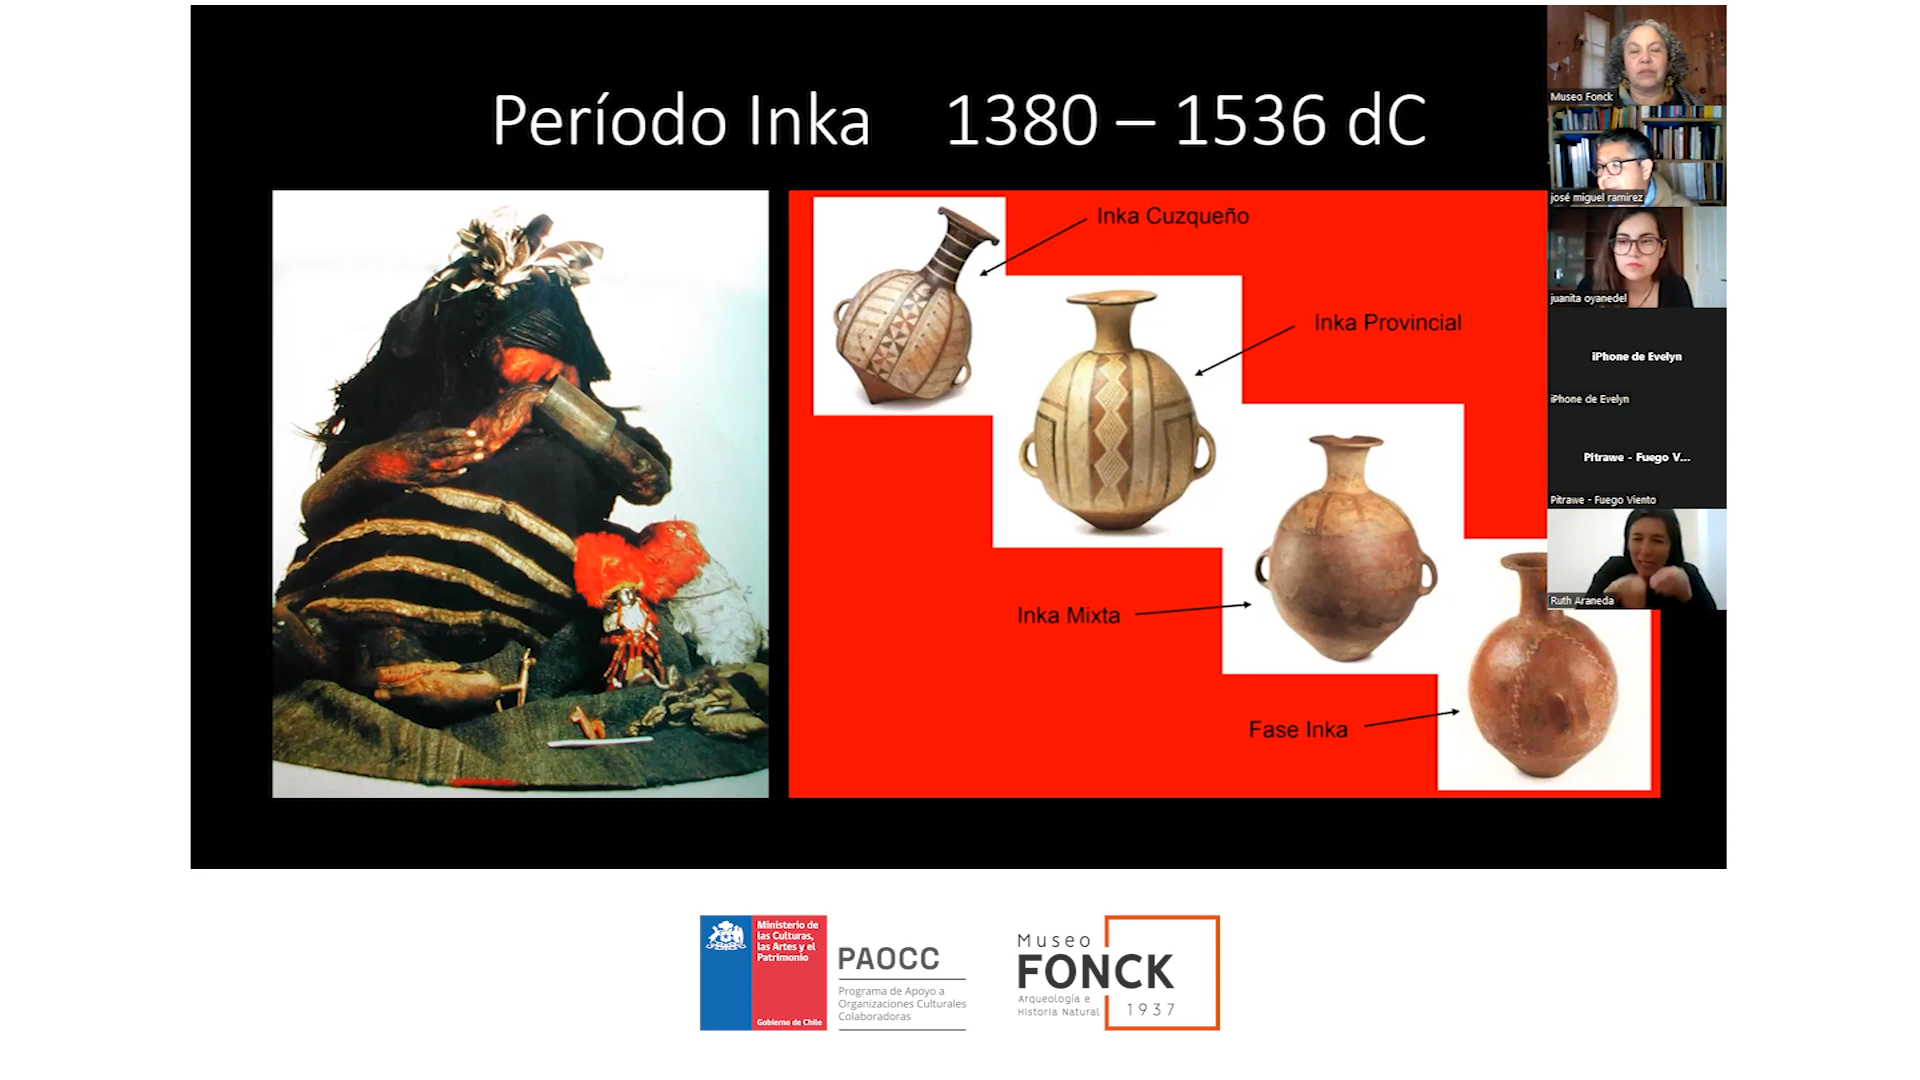 Período Inka 1380 – 1536 dC
Inka Cuzqueño
Inka Provincial
Inka Mixta
Fase Inka
Museo Fonck
josé miguel ramirez
juanita oyanedel
iPhone de Evelyn
iPhone de Evelyn
Pitrawe - Fuego V...
Pitrawe - Fuego Viento
Ruth Araneda
Ministerio de
las Culturas,
las Artes y el
Patrimonio
Gobierno de Chile
PAOCC
Programa de Apoyo a
Organizaciones Culturales
Colaboradoras
Museo
FONCK
Arqueología e
Historia Natural
1937